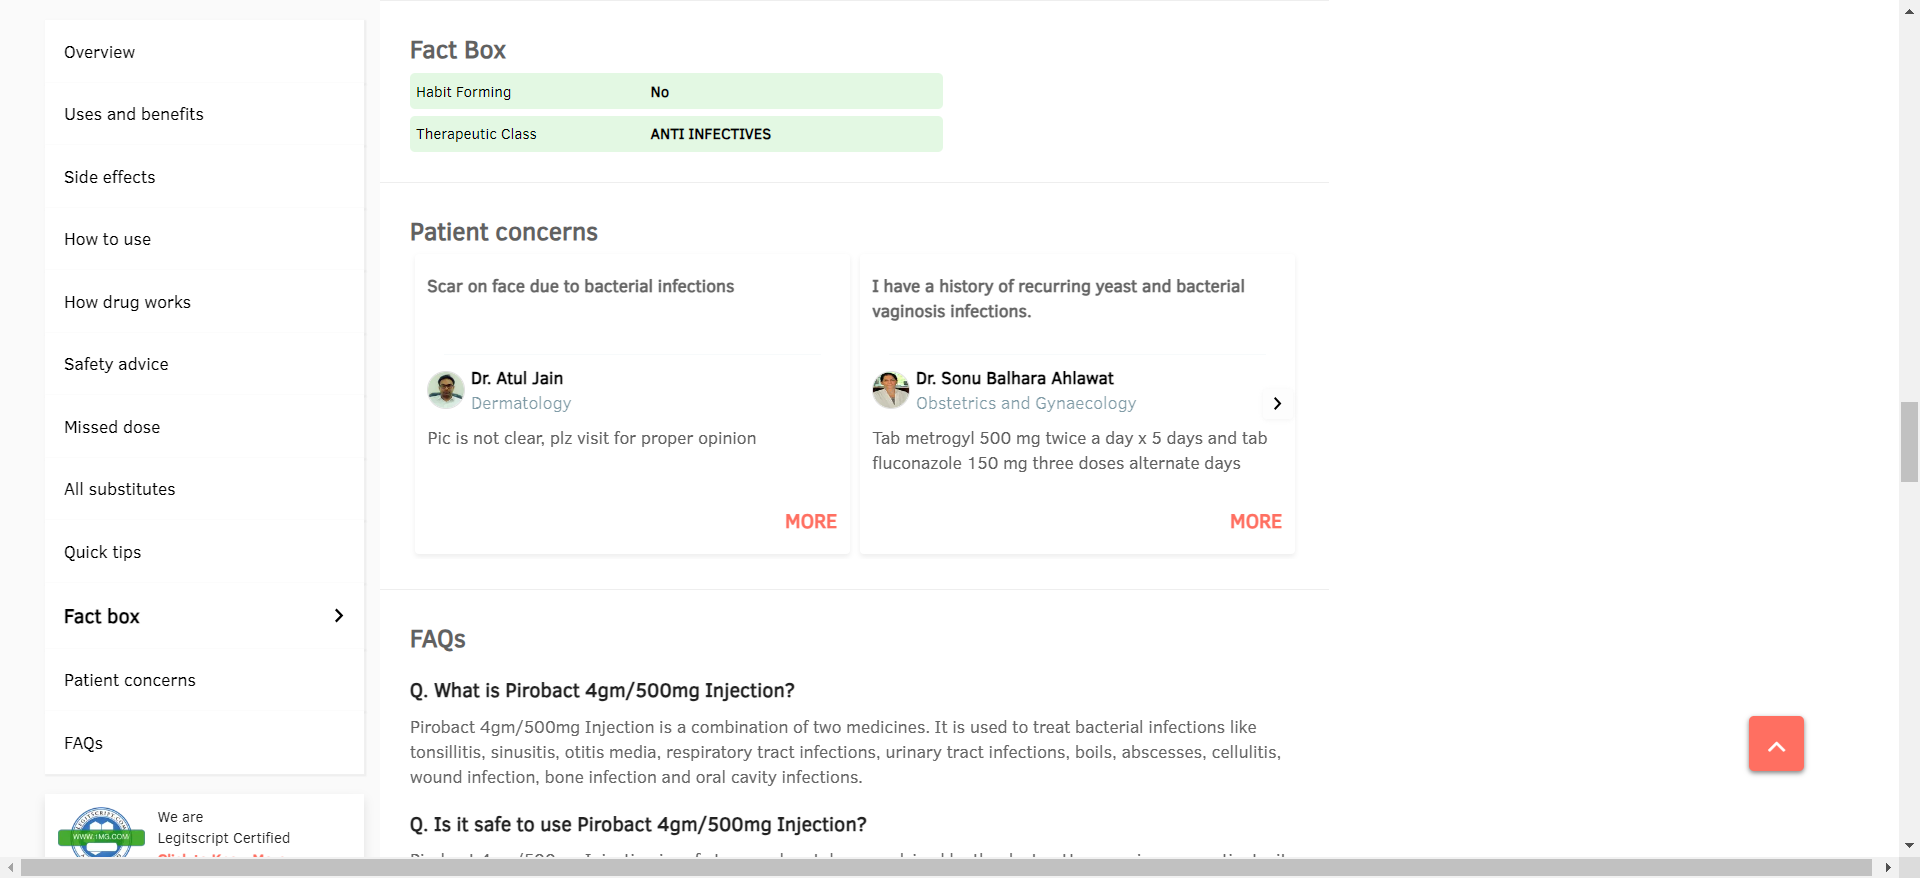 Overview
Uses and benefits
Side effects
How to use
How drug works
Safety advice
Missed dose
All substitutes
Quick tips
Fact box
Patient concerns
FAQs
WWW.1MG.COM
We are
Legitscript Certified
Fact Box
Habit Forming No
Therapeutic Class ANTI INFECTIVES
Patient concerns
Scar on face due to bacterial infections
Dr. Atul Jain
Dermatology
Pic is not clear, plz visit for proper opinion
MORE
I have a history of recurring yeast and bacterial
vaginosis infections.
Dr. Sonu Balhara Ahlawat
Obstetrics and Gynaecology
Tab metrogyl 500 mg twice a day x 5 days and tab
fluconazole 150 mg three doses alternate days
MORE
FAQs
Q. What is Pirobact 4gm/500mg Injection?
Pirobact 4gm/500mg Injection is a combination of two medicines. It is used to treat bacterial infections like
tonsillitis, sinusitis, otitis media, respiratory tract infections, urinary tract infections, boils, abscesses, cellulitis,
wound infection, bone infection and oral cavity infections.
Q. Is it safe to use Pirobact 4gm/500mg Injection?